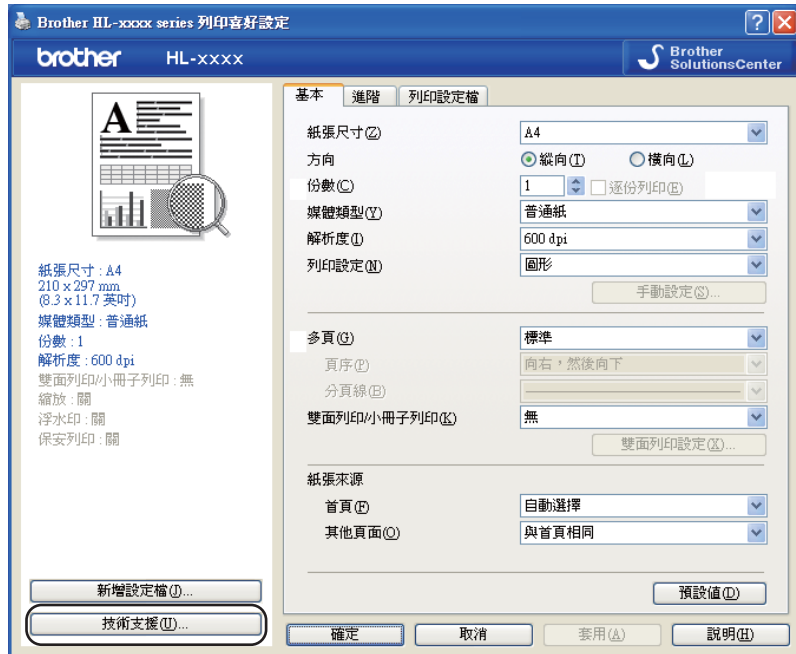 Brother HL-xxxx series 列印喜好設定
brother HL-xxxx Brother
SolutionsCenter
基本 進階 列印設定檔
A
紙張尺寸(Z) A4
方向 縱向(T) 橫向(L)
份數(C) 1 逐份列印(E)
媒體類型(Y) 普通紙
解析度(I) 600 dpi
列印設定(N) 圖形
手動設定(S)...
紙張尺寸 : A4
210 x 297 mm
(8.3 x 11.7 英吋)
媒體類型 : 普通紙
份數 : 1
解析度 : 600 dpi
雙面列印/小冊子列印 : 無
縮放 : 關
浮水印 : 關
保安列印 : 關
多頁(G) 標準
頁序(P) 向右，然後向下
分頁線(B)
雙面列印/小冊子列印(K) 無
雙面列印設定(X)...
紙張來源
首頁(F) 自動選擇
其他頁面(O) 與首頁相同
預設值(D)
新增設定檔(J)...
技術支援(U)...
確定 取消 套用(A) 說明(H)